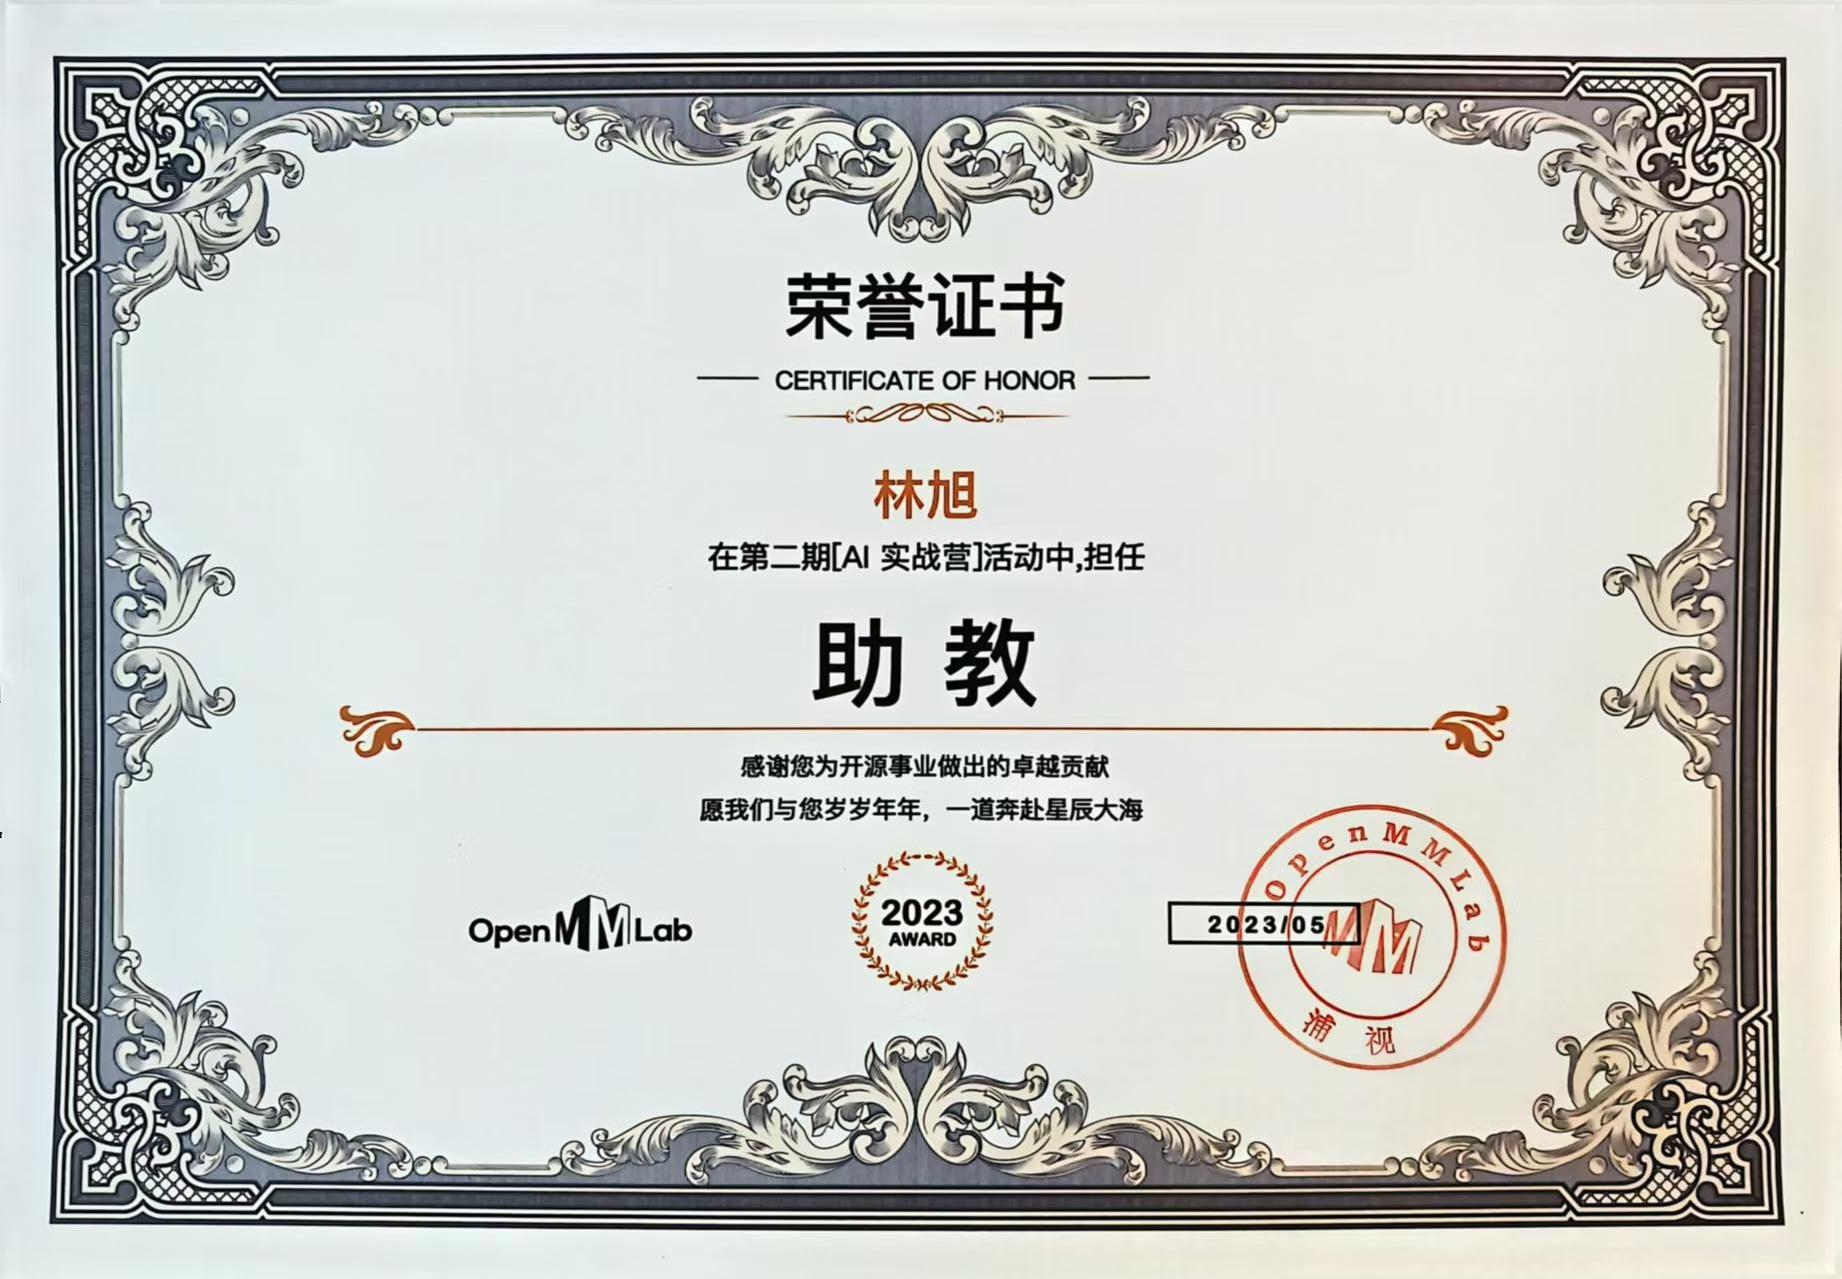 荣誉证书
CERTIFICATE OF HONOR
林旭
在第二期[AI 实战营]活动中,担任
助教
感谢您为开源事业做出的卓越贡献
愿我们与您岁岁年年，一道奔赴星辰大海
OpenMMLab
2023
AWARD
2023/05
OpenMMLab
MM
浦视